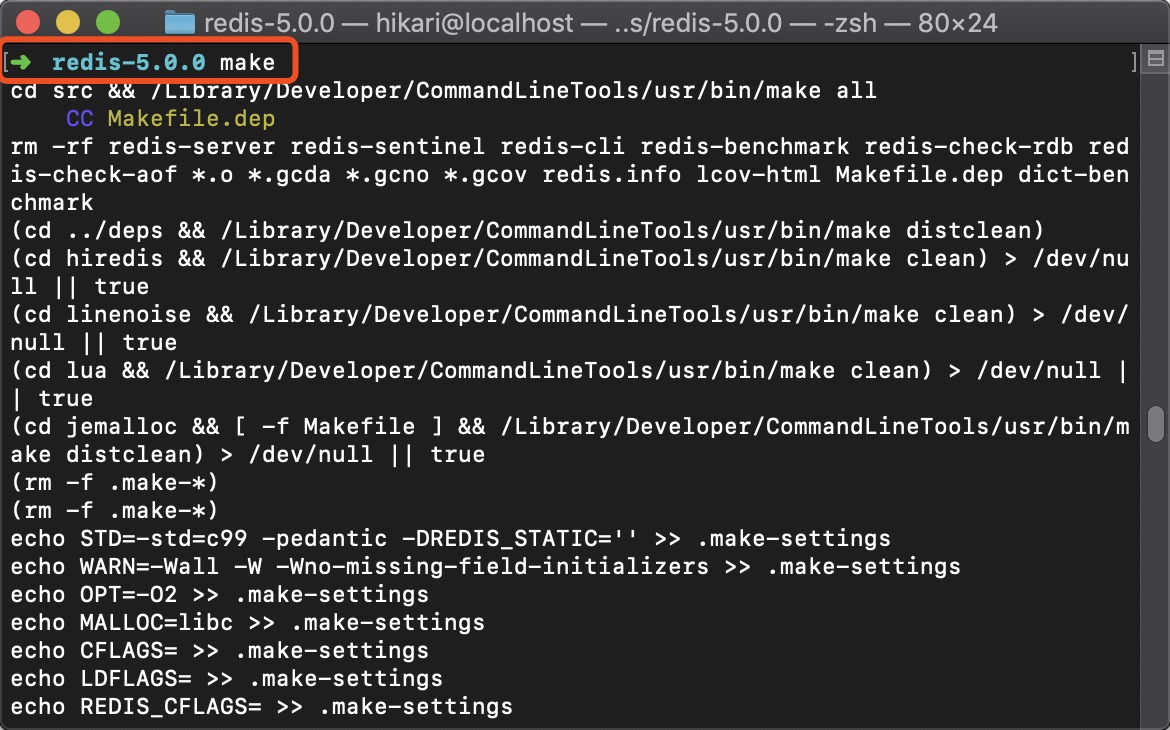 redis-5.0.0 — hikari@localhost — ..s/redis-5.0.0 — -zsh — 80×24
[➜  redis-5.0.0 make ]
cd src && /Library/Developer/CommandLineTools/usr/bin/make all
    CC Makefile.dep
rm -rf redis-server redis-sentinel redis-cli redis-benchmark redis-check-rdb red
is-check-aof *.o *.gcda *.gcno *.gcov redis.info lcov-html Makefile.dep dict-ben
chmark
(cd ../deps && /Library/Developer/CommandLineTools/usr/bin/make distclean)
(cd hiredis && /Library/Developer/CommandLineTools/usr/bin/make clean) > /dev/nu
ll || true
(cd linenoise && /Library/Developer/CommandLineTools/usr/bin/make clean) > /dev/
null || true
(cd lua && /Library/Developer/CommandLineTools/usr/bin/make clean) > /dev/null |
| true
(cd jemalloc && [ -f Makefile ] && /Library/Developer/CommandLineTools/usr/bin/m
ake distclean) > /dev/null || true
(rm -f .make-*)
(rm -f .make-*)
echo STD=-std=c99 -pedantic -DREDIS_STATIC='' >> .make-settings
echo WARN=-Wall -W -Wno-missing-field-initializers >> .make-settings
echo OPT=-O2 >> .make-settings
echo MALLOC=libc >> .make-settings
echo CFLAGS= >> .make-settings
echo LDFLAGS= >> .make-settings
echo REDIS_CFLAGS= >> .make-settings